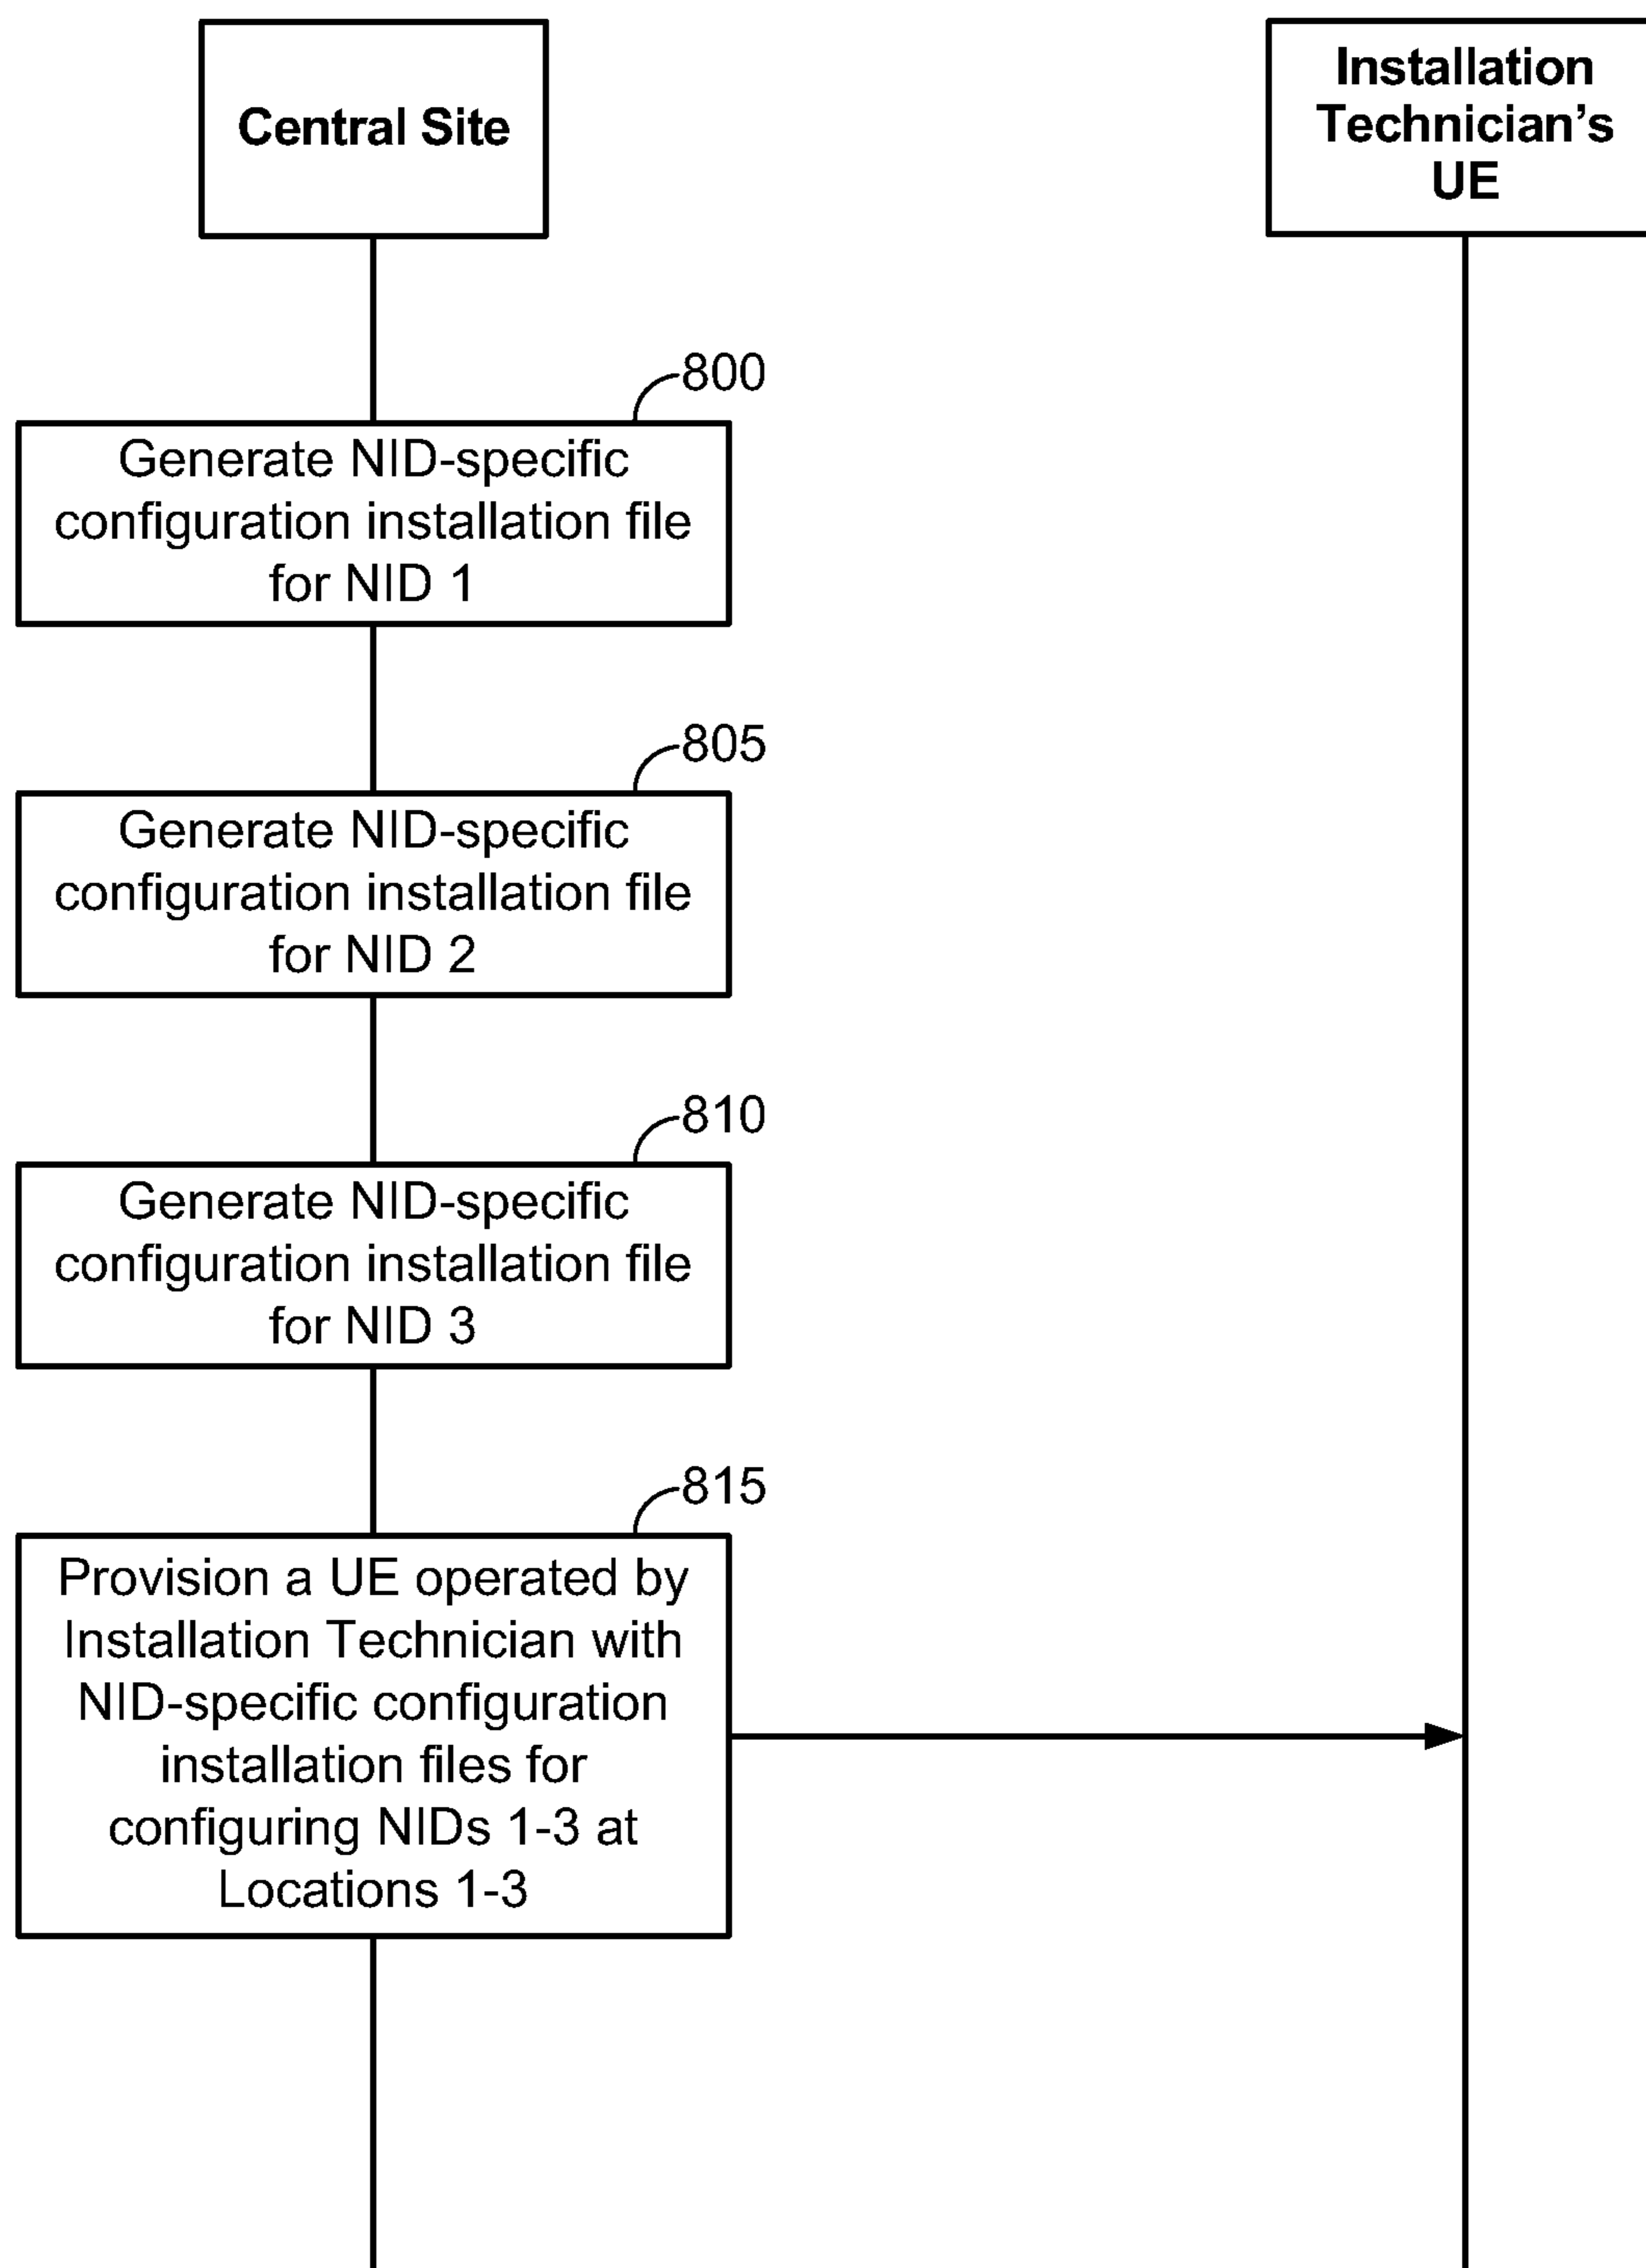 Central Site
Installation
Technician’s
UE
800
Generate NID-specific
configuration installation file
for NID 1
805
Generate NID-specific
configuration installation file
for NID 2
810
Generate NID-specific
configuration installation file
for NID 3
815
Provision a UE operated by
Installation Technician with
NID-specific configuration
installation files for
configuring NIDs 1-3 at
Locations 1-3